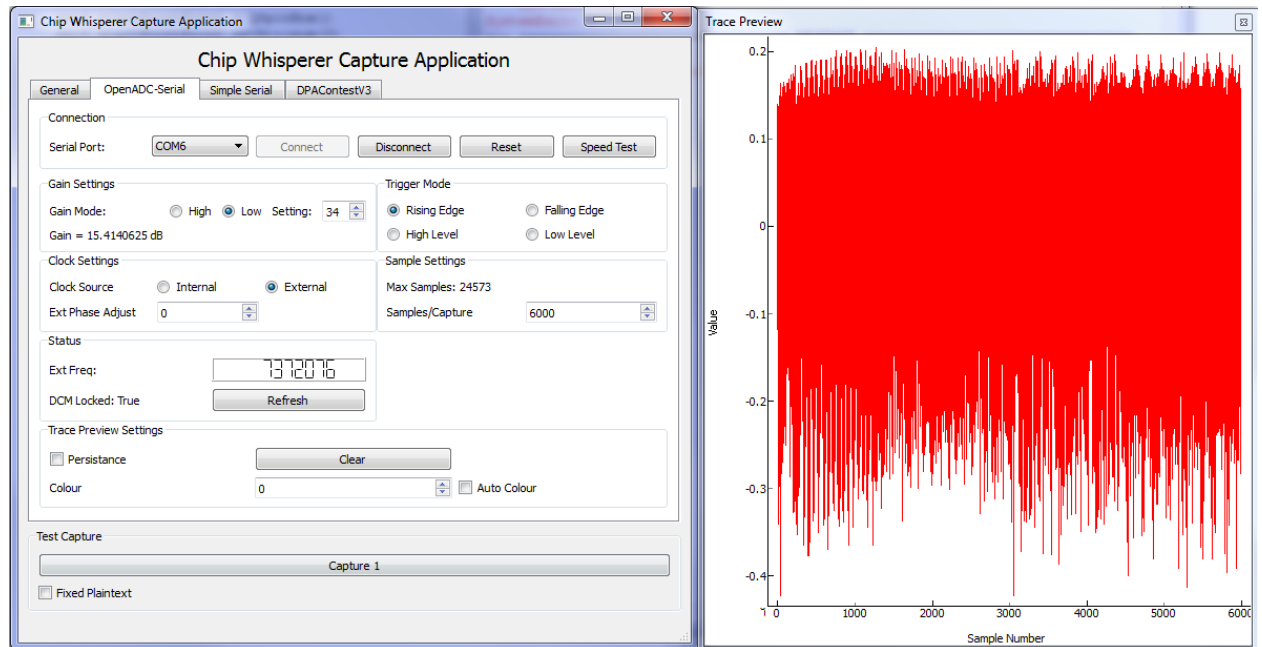 Chip Whisperer Capture Application
Chip Whisperer Capture Application
General OpenADC-Serial Simple Serial DPAContestV3
Connection
Serial Port: COM6 Connect Disconnect Reset Speed Test
Gain Settings
Gain Mode: High Low Setting: 34
Gain = 15.4140625 dB
Trigger Mode
Rising Edge Falling Edge
High Level Low Level
Clock Settings
Clock Source Internal External
Ext Phase Adjust 0
Sample Settings
Max Samples: 24573
Samples/Capture 6000
Status
Ext Freq: 7372076
DCM Locked: True Refresh
Trace Preview Settings
Persistance Clear
Colour 0 Auto Colour
Test Capture
Capture 1
Fixed Plaintext
Trace Preview
0.2
0.1
0
-0.1
-0.2
-0.3
-0.4
Value
0 1000 2000 3000 4000 5000 6000
Sample Number